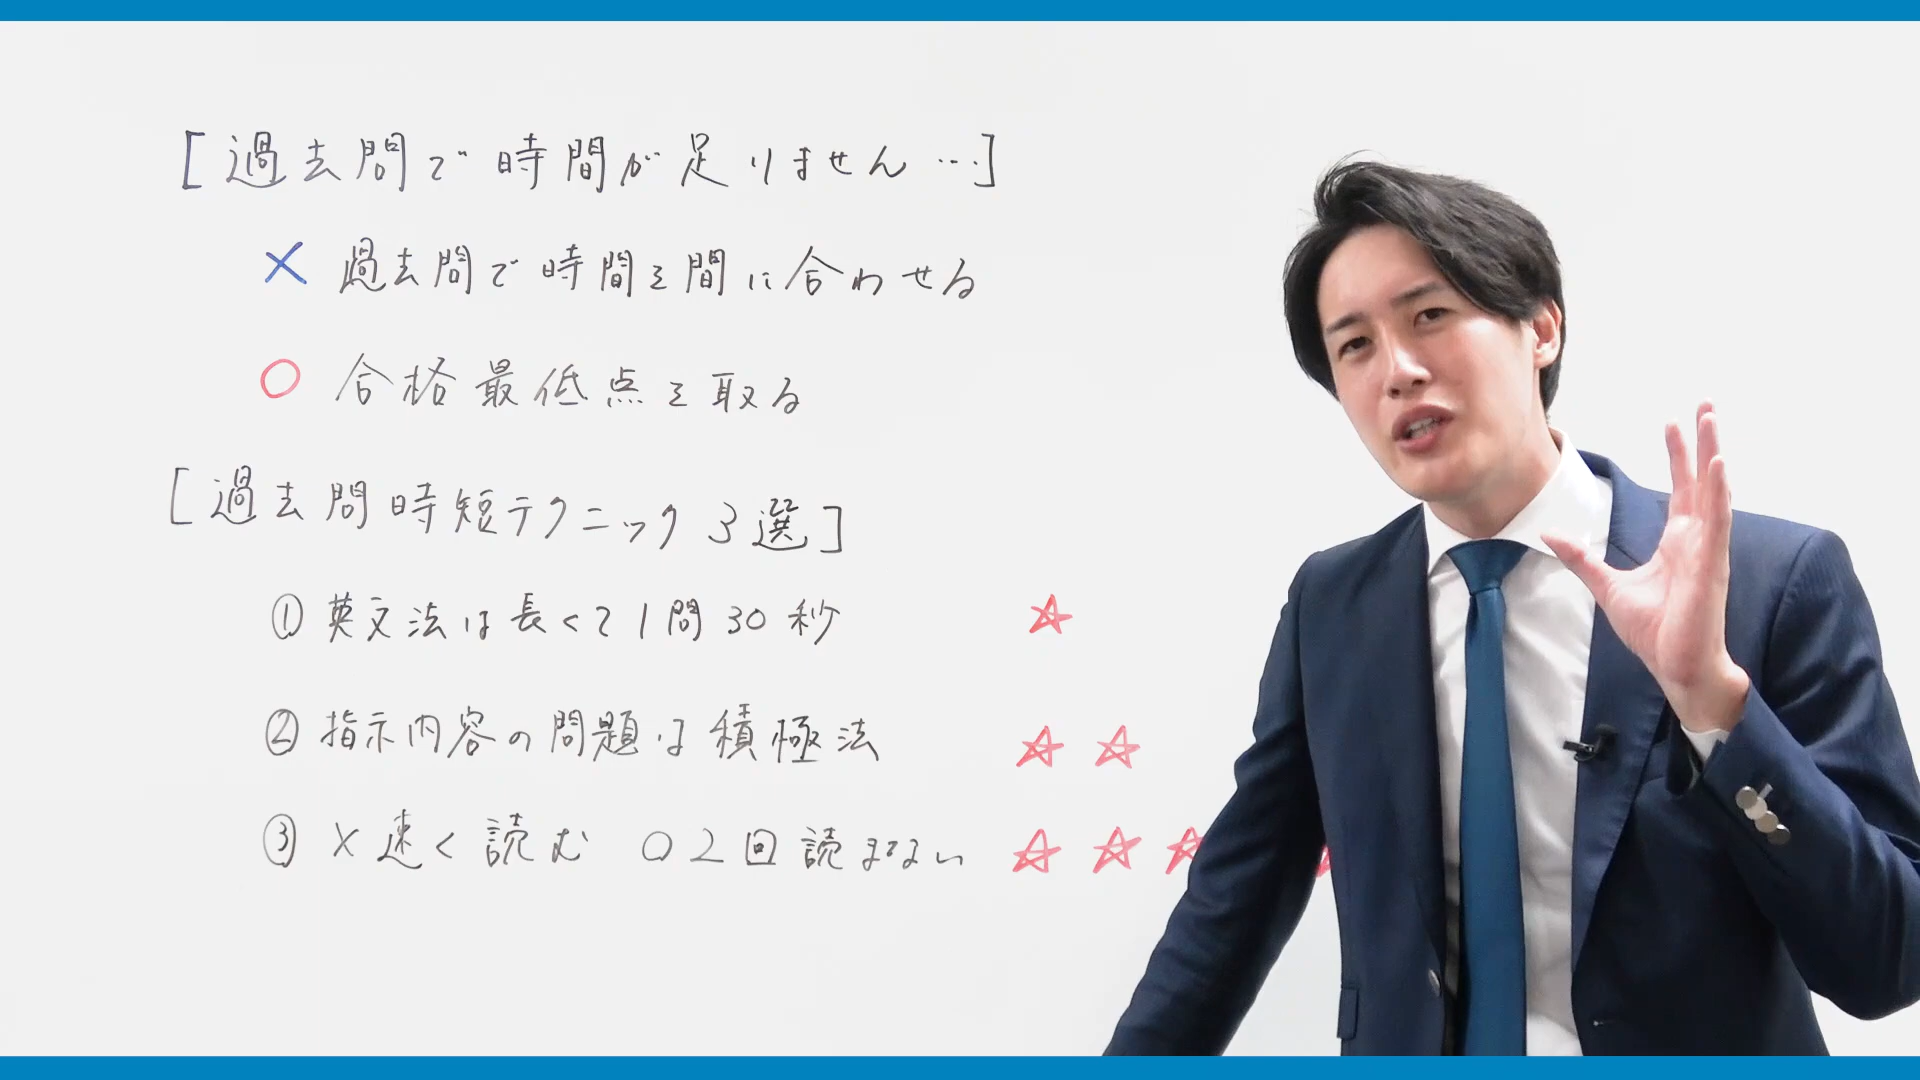 [過去問で時間が足りません…]
× 過去問で時間を間に合わせる
○ 合格最低点を取る
[過去問時短テクニック3選]
① 英文法は長くて1問30秒 ☆
② 指示内容の問題は積極法 ☆☆
③ ×速く読む ○2回読まない ☆☆☆